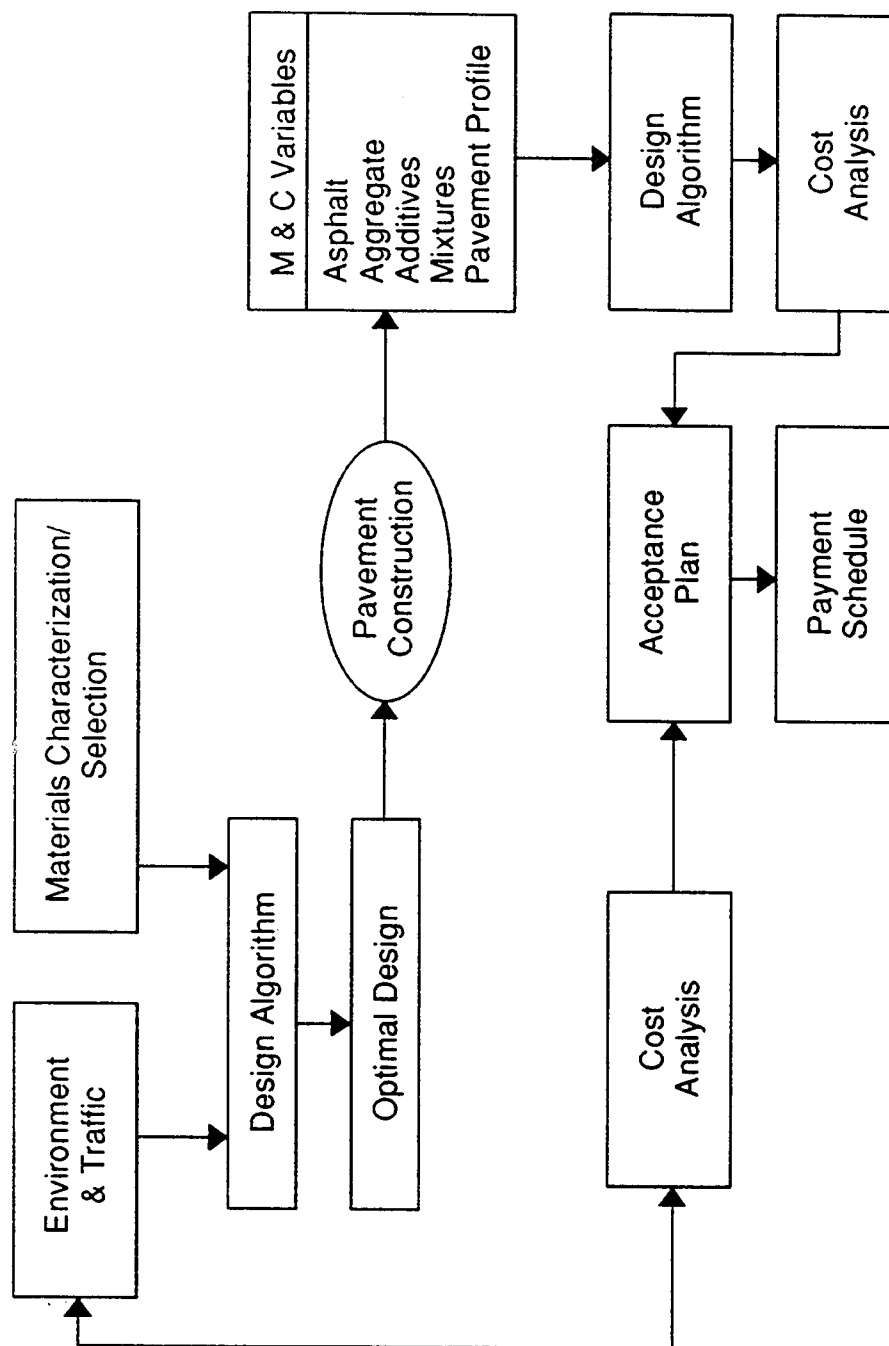 Environment
& Traffic
Materials Characterization/
Selection
Design Algorithm
Optimal Design
Pavement
Construction
M & C Variables
Asphalt
Aggregate
Additives
Mixtures
Pavement Profile
Cost
Analysis
Acceptance
Plan
Design
Algorithm
Payment
Schedule
Cost
Analysis